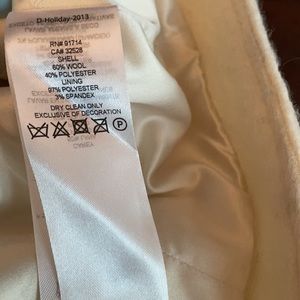 D-Holiday-2013
RN# 91714
CA# 32528
SHELL
60% WOOL
40% POLYESTER
LINING
97% POLYESTER
3% SPANDEX
DRY CLEAN ONLY
EXCLUSIVE OF DECORATION